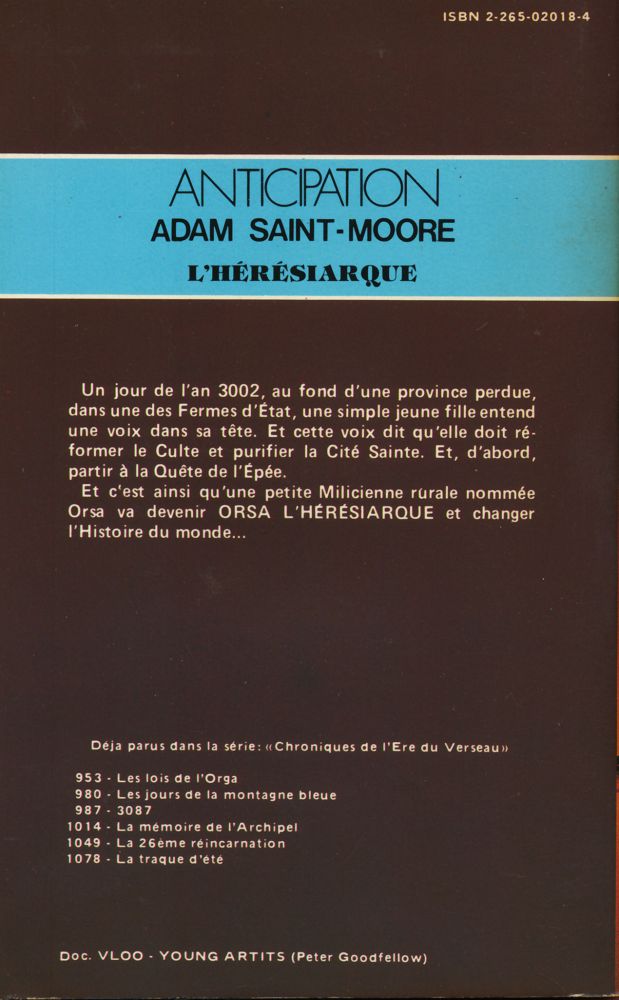 ISBN 2-265-02018-4
ANTICIPATION
ADAM SAINT-MOORE
L'HÉRÉSIARQUE
Un jour de l'an 3002, au fond d'une province perdue,
dans une des Fermes d'État, une simple jeune fille entend
une voix dans sa tête. Et cette voix dit qu'elle doit ré-
former le Culte et purifier la Cité Sainte. Et, d'abord,
partir à la Quête de l'Épée.
Et c'est ainsi qu'une petite Milicienne rurale nommée
Orsa va devenir ORSA L'HÉRÉSIARQUE et changer
l'Histoire du monde...
Déja parus dans la série: «Chroniques de l'Ere du Verseau»
953 - Les lois de l'Orga
980 - Les jours de la montagne bleue
987 - 3087
1014 - La mémoire de l'Archipel
1049 - La 26ème réincarnation
1078 - La traque d'été
Doc. VLOO - YOUNG ARTITS (Peter Goodfellow)